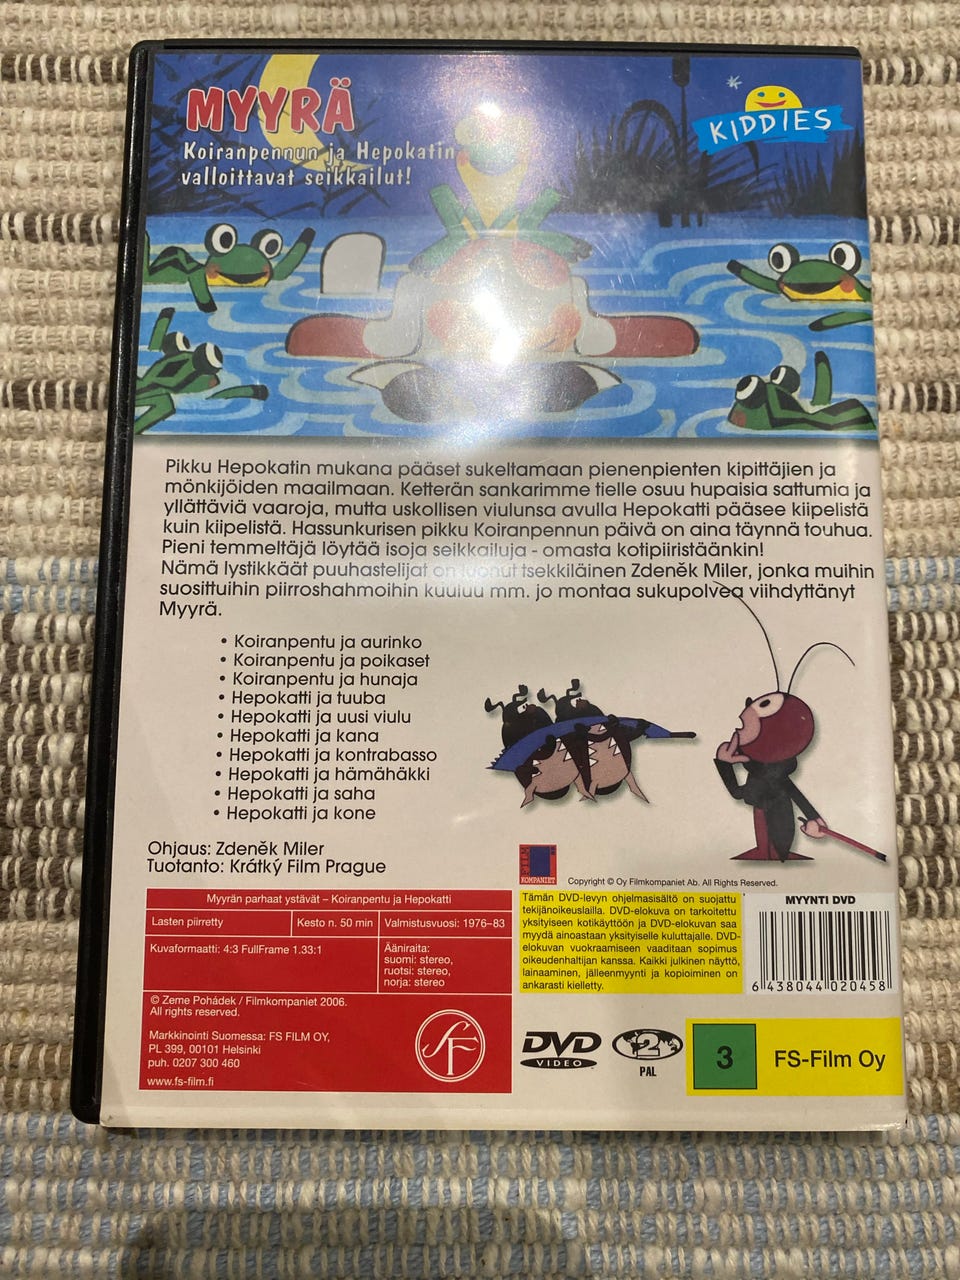 MYYRÄ
Koiranpennun ja Hepokatin
valloittavat seikkailut!
KIDDIES
Pikku Hepokatin mukana pääset sukeltamaan pienenpienten kipittäjien ja
mönkijöiden maailmaan. Ketterän sankarimme tielle osuu hupaisia sattumia ja
yllättäviä vaaroja, mutta uskollisen viulunsa avulla Hepokatti pääsee kiipelistä
kuin kiipelistä. Hassunkurisen pikku Koiranpennun päivä on aina täynnä touhua.
Pieni temmeltäjä löytää isoja seikkailuja - omasta kotipiiristäänkin!
Nämä lystikkäät puuhastelijat on luonut tsekkiläinen Zdeněk Miler, jonka muihin
suosittuihin piirroshahmoihin kuuluu mm. jo montaa sukupolvea viihdyttänyt
Myyrä.
• Koiranpentu ja aurinko
• Koiranpentu ja poikaset
• Koiranpentu ja hunaja
• Hepokatti ja tuuba
• Hepokatti ja uusi viulu
• Hepokatti ja kana
• Hepokatti ja kontrabasso
• Hepokatti ja hämähäkki
• Hepokatti ja saha
• Hepokatti ja kone
Ohjaus: Zdeněk Miler
Tuotanto: Krátký Film Prague
FILM
KOMPANIET
Copyright © Oy Filmkompaniet Ab. All Rights Reserved.
Myyrän parhaat ystävät – Koiranpentu ja Hepokatti
Lasten piirretty
Kesto n. 50 min
Valmistusvuosi: 1976–83
Kuvaformaatti: 4:3 FullFrame 1.33:1
Ääniraita:
suomi: stereo,
ruotsi: stereo,
norja: stereo
© Zeme Pohádek / Filmkompaniet 2006.
All rights reserved.
Markkinointi Suomessa: FS FILM OY,
PL 399, 00101 Helsinki
puh. 0207 300 460
www.fs-film.fi
SF
Tämän DVD-levyn ohjelmasisältö on suojattu
tekijänoikeuslailla. DVD-elokuva on tarkoitettu
yksityiseen kotikäyttöön ja DVD-elokuvan saa
myydä ainoastaan yksityiselle kuluttajalle. DVD-
elokuvan vuokraamiseen vaaditaan sopimus
oikeudenhaltijan kanssa. Kaikki julkinen näyttö,
lainaaminen, jälleenmyynti ja kopioiminen on
ankarasti kielletty.
MYYNTI DVD
6 438044 020458
DVD
VIDEO
2
PAL
3
FS-Film Oy